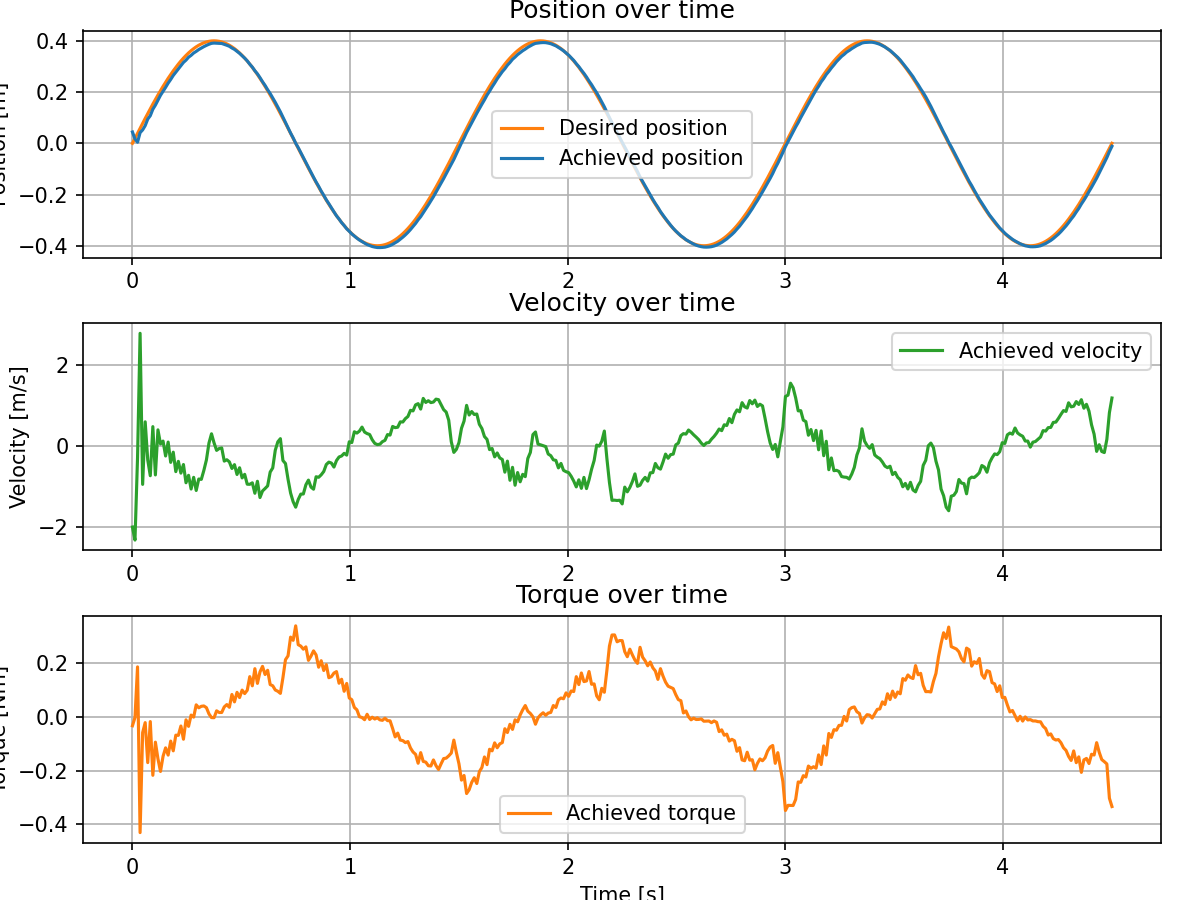 Position over time
0.4
0.2
0.0
−0.2
−0.4
Desired position
Achieved position
0 1 2 3 4
Velocity over time
Velocity [m/s]
2
0
−2
Achieved velocity
0 1 2 3 4
Torque over time
0.2
0.0
−0.2
−0.4
Achieved torque
0 1 2 3 4
Time [s]